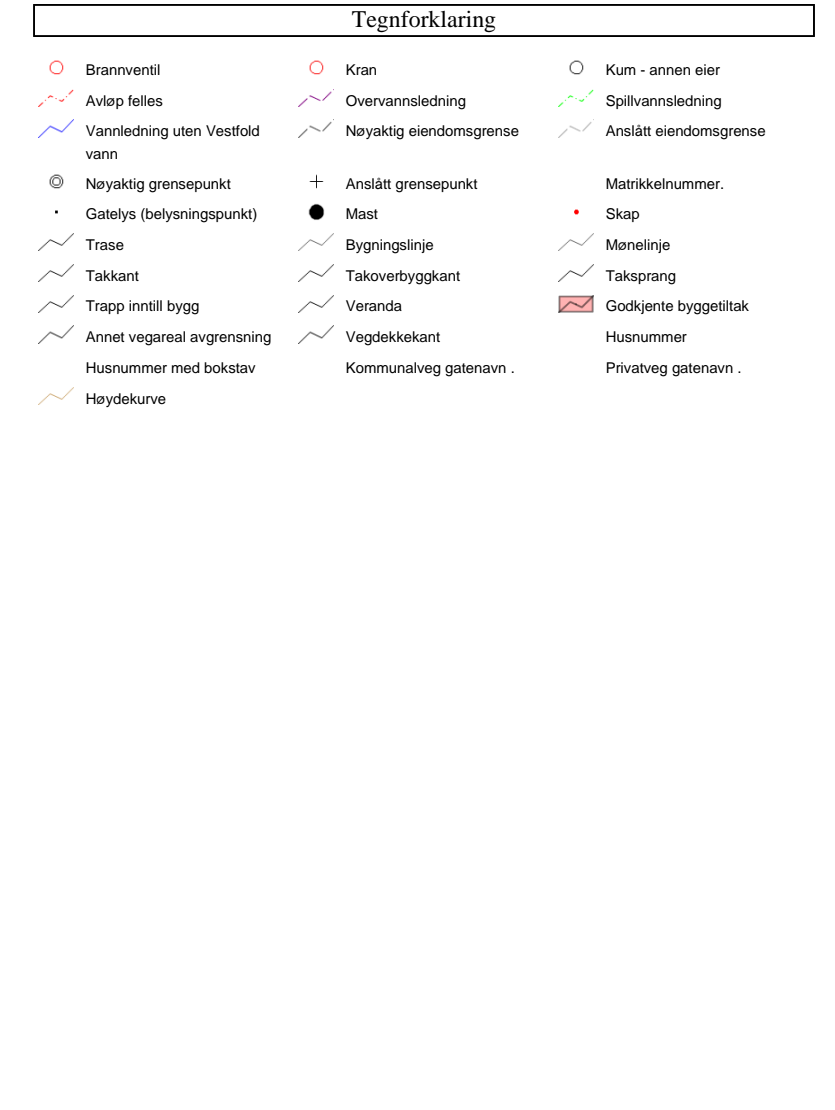 Tegnforklaring
Brannventil Kran Kum - annen eier
Avløp felles Overvannsledning Spillvannsledning
Vannledning uten Vestfold Nøyaktig eiendomsgrense Anslått eiendomsgrense
vann
Nøyaktig grensepunkt Anslått grensepunkt Matrikkelnummer.
Gatelys (belysningspunkt) Mast Skap
Trase Bygningslinje Mønelinje
Takkant Takoverbyggkant Taksprang
Trapp inntill bygg Veranda Godkjente byggetiltak
Annet vegareal avgrensning Vegdekkekant Husnummer
Husnummer med bokstav Kommunalveg gatenavn . Privatveg gatenavn .
Høydekurve